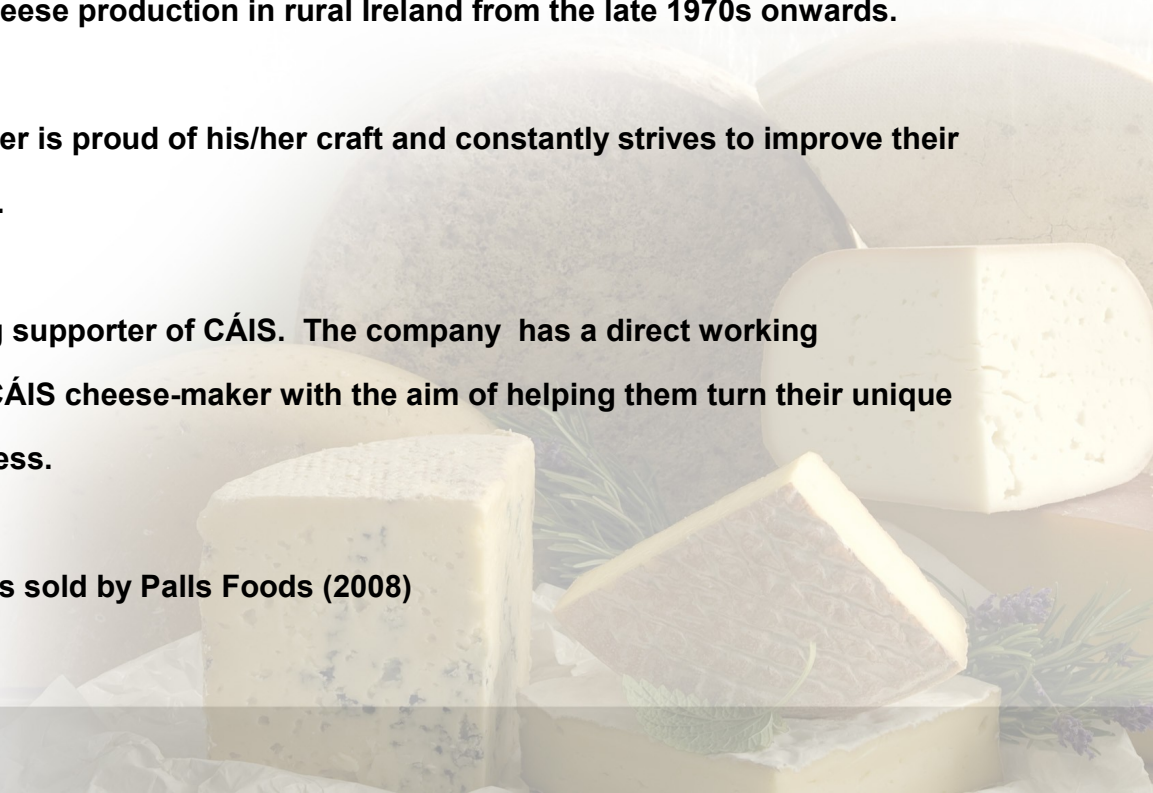 eese production in rural Ireland from the late 1970s onwards.
er is proud of his/her craft and constantly strives to improve their
.
g supporter of CÁIS.  The company  has a direct working
CÁIS cheese-maker with the aim of helping them turn their unique
ess.
s sold by Palls Foods (2008)